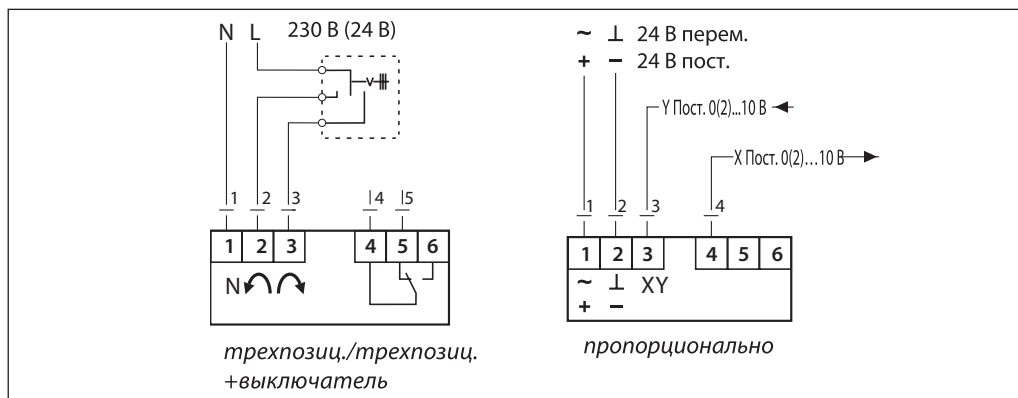 N L 230 В (24 В)
1 2 3 4 5
1 2 3 4 5 6
N
трехпозиц./трехпозиц.
+выключатель
~ ⊥ 24 В перем.
+ − 24 В пост.
Y Пост. 0(2)...10 В
X Пост. 0(2)...10 В
1 2 3 4
1 2 3 4 5 6
~ ⊥ XY
+ −
пропорционально